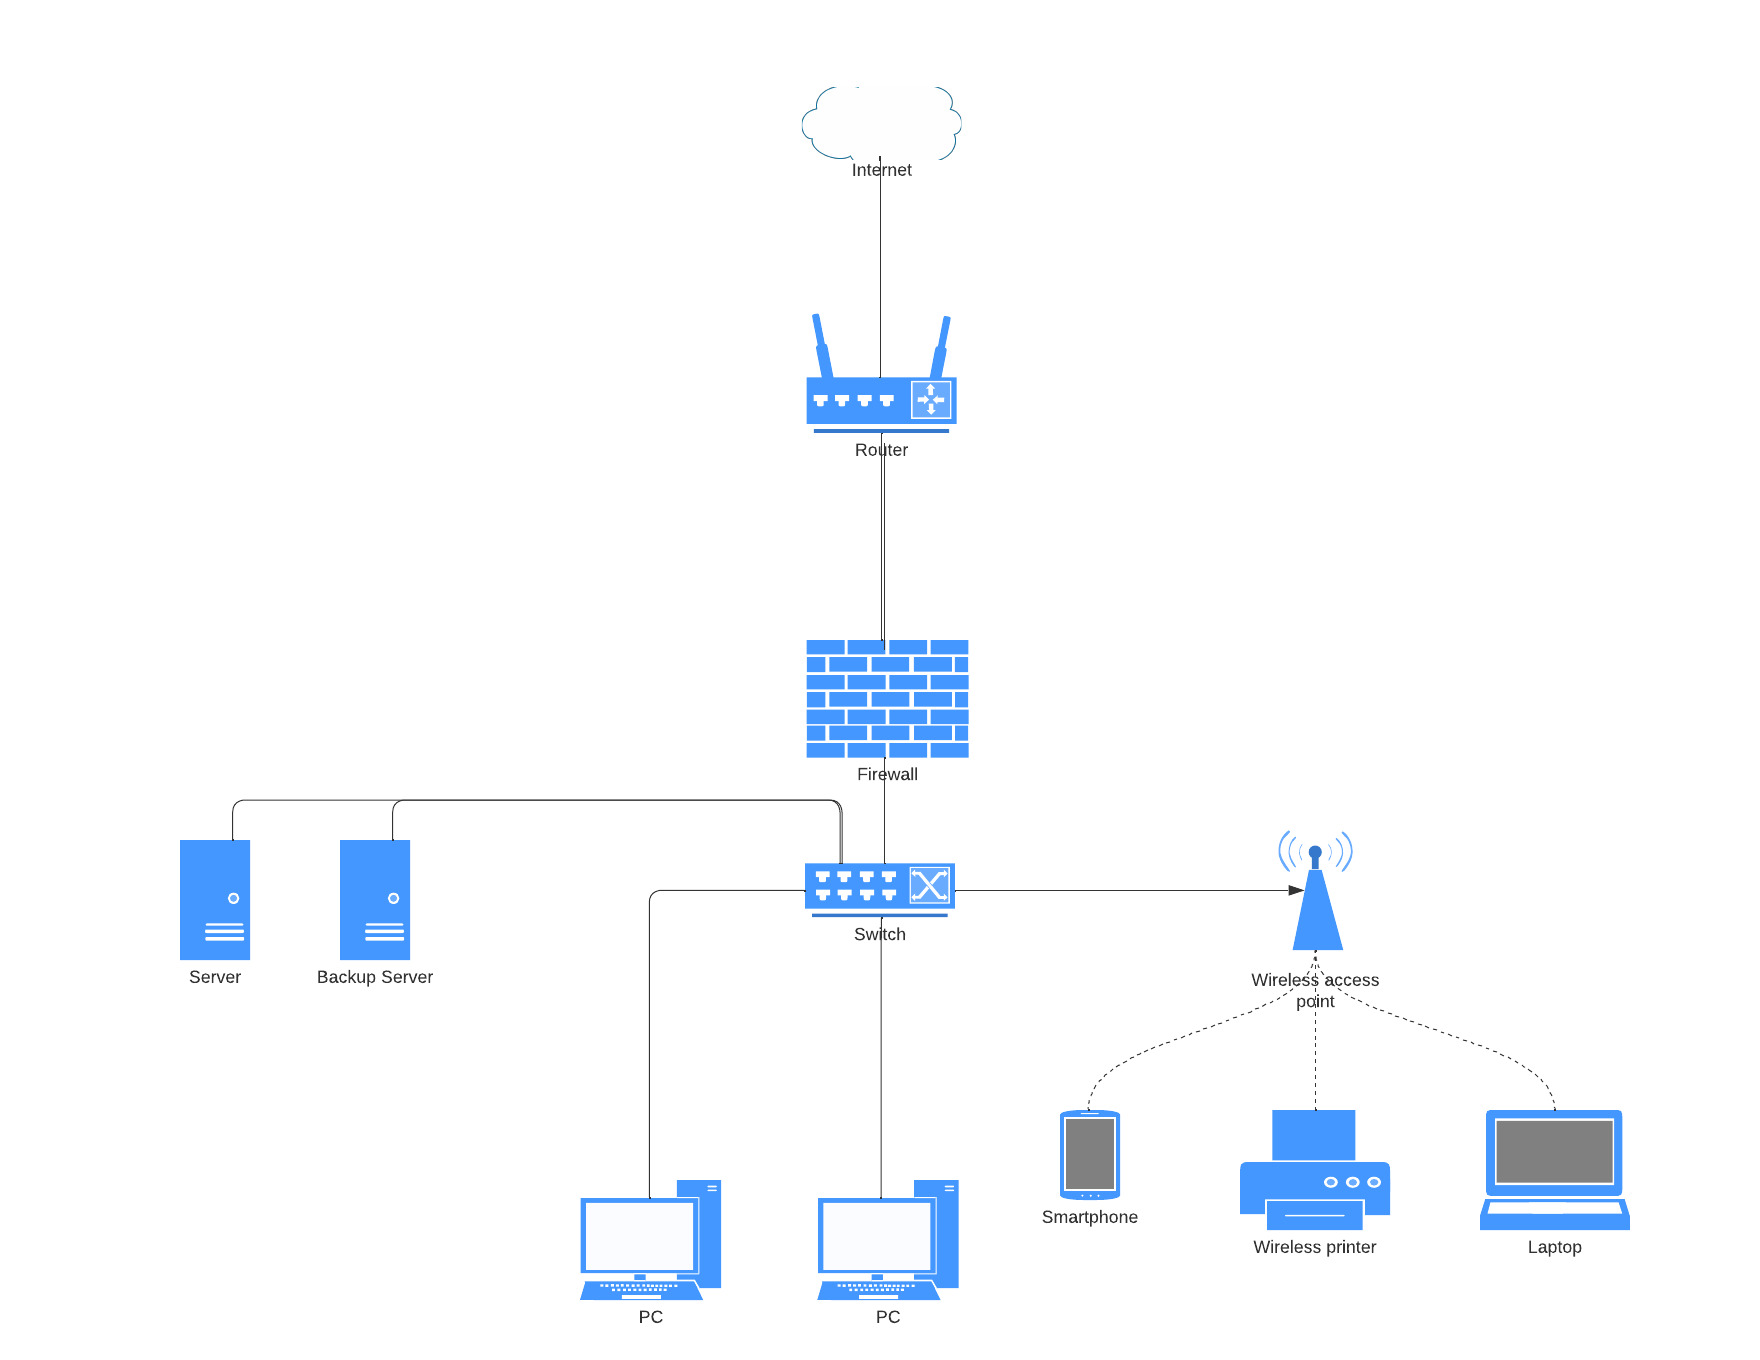 Internet
Router
Firewall
Server
Backup Server
Switch
Wireless access
point
Smartphone
Wireless printer
Laptop
PC
PC